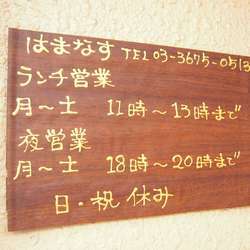 はまなす TEL 03-3675-0513
ランチ営業
月〜土 11時〜13時まで
夜営業
月〜土 18時〜20時まで
日・祝 休み